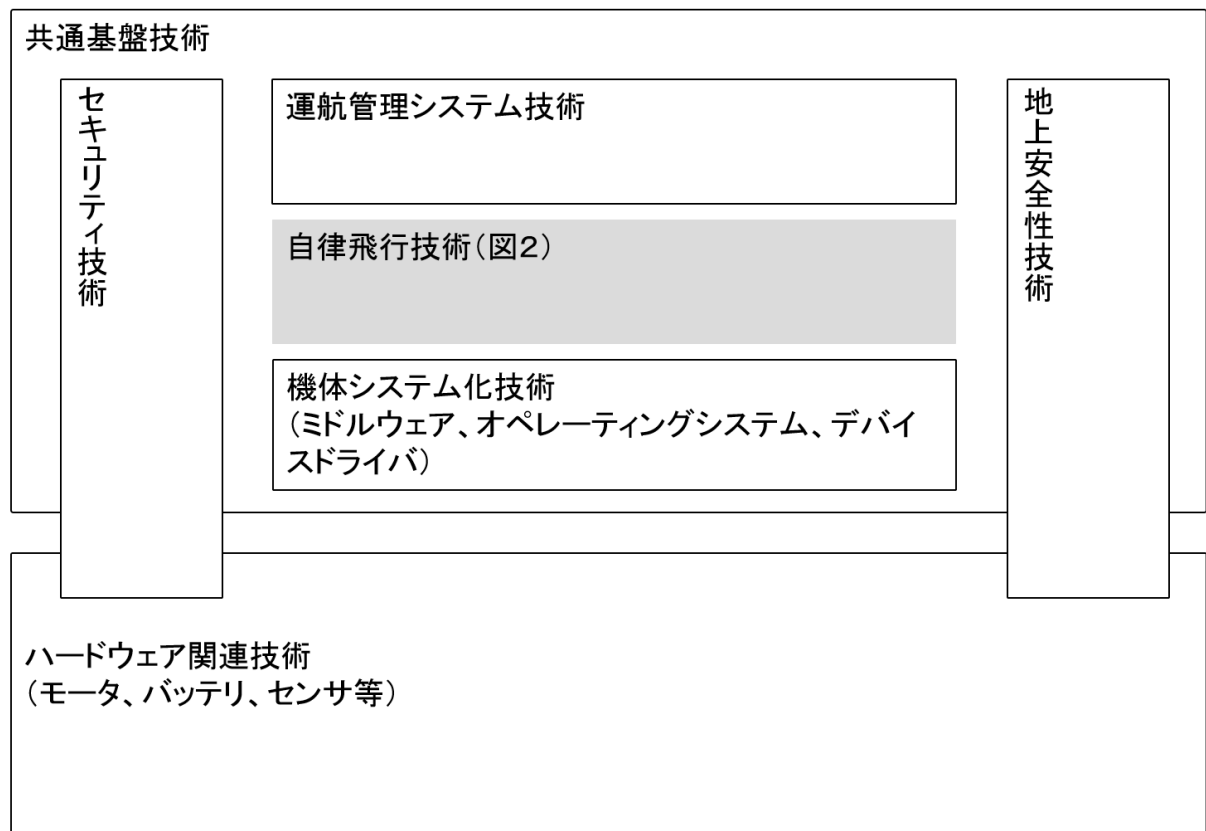 共通基盤技術
セキュリティ技術
運航管理システム技術
自律飛行技術(図2)
機体システム化技術
(ミドルウェア、オペレーティングシステム、デバイ
スドライバ)
地上安全性技術
ハードウェア関連技術
(モータ、バッテリ、センサ等)